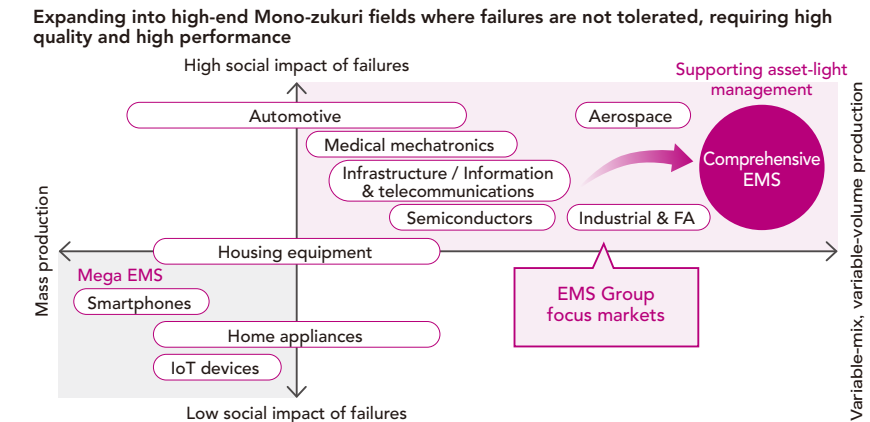 Expanding into high-end Mono-zukuri fields where failures are not tolerated, requiring high
quality and high performance
High social impact of failures
Supporting asset-light
management
Automotive
Aerospace
Medical mechatronics
Infrastructure / Information
& telecommunications
Comprehensive
EMS
Semiconductors
Industrial & FA
Mass production
Variable-mix, variable-volume production
Housing equipment
Mega EMS
Smartphones
EMS Group
focus markets
Home appliances
IoT devices
Low social impact of failures